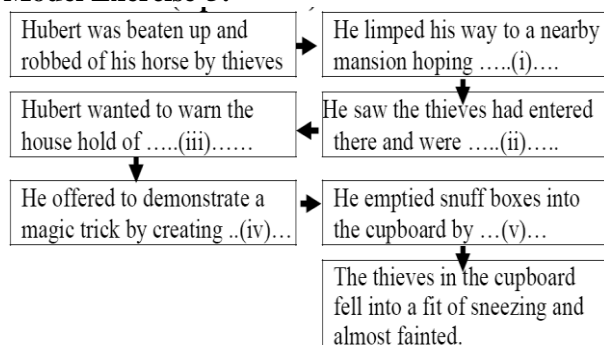 Hubert was beaten up and
robbed of his horse by thieves
He limped his way to a nearby
mansion hoping …..(i)….
He saw the thieves had entered
there and were …..(ii)…..
Hubert wanted to warn the
house hold of …..(iii)……
He offered to demonstrate a
magic trick by creating ..(iv)…
He emptied snuff boxes into
the cupboard by …(v)…
The thieves in the cupboard
fell into a fit of sneezing and
almost fainted.